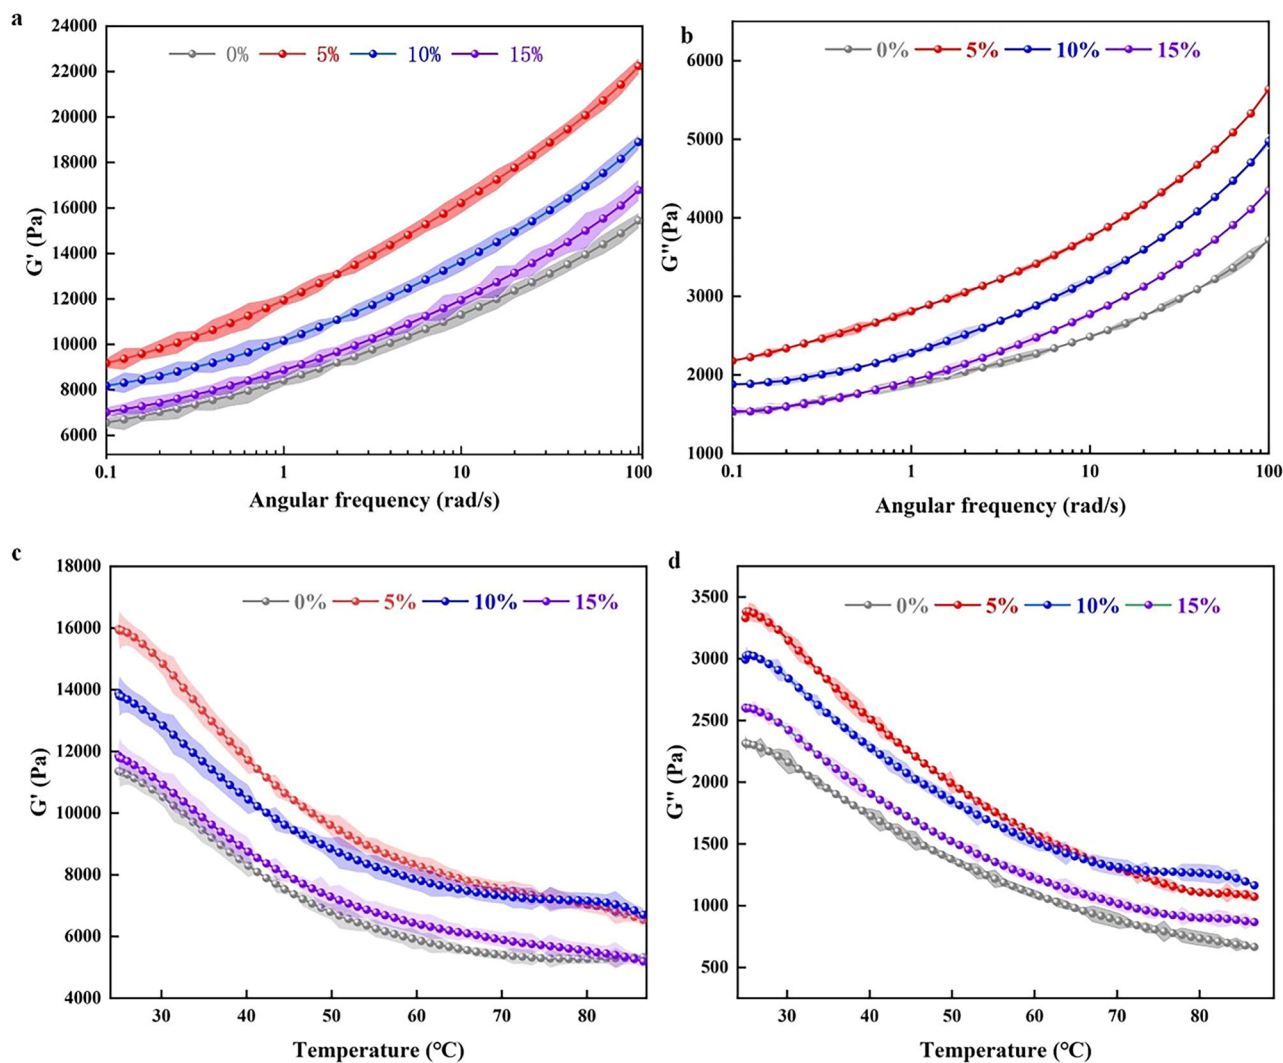 a
24000
22000
20000
18000
16000
14000
12000
10000
8000
6000
G' (Pa)
0% 5% 10% 15%
0.1 1 10 100
Angular frequency (rad/s)
b
6000
5000
4000
3000
2000
1000
G"(Pa)
0% 5% 10% 15%
0.1 1 10 100
Angular frequency (rad/s)
c
18000
16000
14000
12000
10000
8000
6000
4000
G' (Pa)
0% 5% 10% 15%
30 40 50 60 70 80
Temperature (℃)
d
3500
3000
2500
2000
1500
1000
500
G" (Pa)
0% 5% 10% 15%
30 40 50 60 70 80
Temperature (℃)